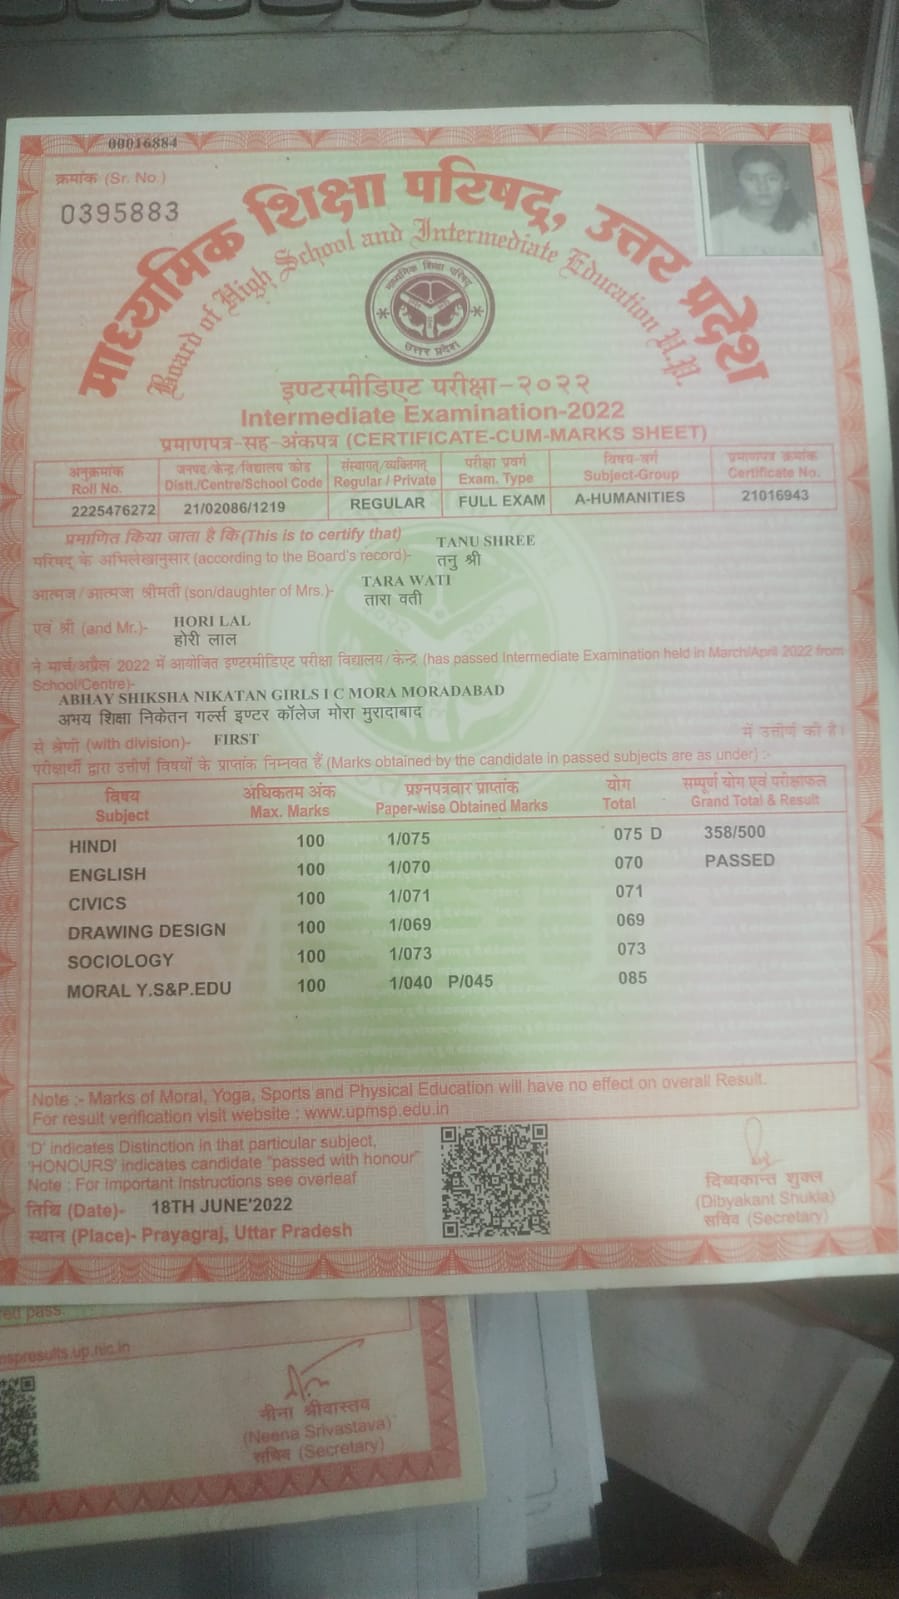 00016884
क्रमांक (Sr. No.)
0395883
माध्यमिक शिक्षा परिषद्, उत्तर प्रदेश
Board of High School and Intermediate Education U.P.
माध्यमिक शिक्षा परिषद्
उत्तर प्रदेश
इण्टरमीडिएट परीक्षा-२०२२
Intermediate Examination-2022
प्रमाणपत्र-सह-अंकपत्र (CERTIFICATE-CUM-MARKS SHEET)
अनुक्रमांक जनपद/केन्द्र/विद्यालय कोड संस्थागत/व्यक्तिगत परीक्षा प्रवर्ग विषय-वर्ग प्रमाणपत्र क्रमांक
Roll No. Distt./Centre/School Code Regular / Private Exam. Type Subject-Group Certificate No.
2225476272 21/02086/1219 REGULAR FULL EXAM A-HUMANITIES 21016943
प्रमाणित किया जाता है कि(This is to certify that) TANU SHREE
परिषद के अभिलेखानुसार (according to the Board's record)- तनु श्री
आत्मज/आत्मजा श्रीमती (son/daughter of Mrs.)- TARA WATI
तारा वती
एवं श्री (and Mr.)- HORI LAL
होरी लाल
ने मार्च/अप्रैल 2022 में आयोजित इण्टरमीडिएट परीक्षा विद्यालय/केन्द्र (has passed Intermediate Examination held in March/April 2022 from
School/Centre)-
ABHAY SHIKSHA NIKATAN GIRLS I C MORA MORADABAD
अभय शिक्षा निकेतन गर्ल्स इण्टर कॉलेज मोरा मुरादाबाद
से श्रेणी (with division)- FIRST में उत्तीर्ण की है।
परीक्षार्थी द्वारा उत्तीर्ण विषयों के प्राप्तांक निम्नवत हैं (Marks obtained by the candidate in passed subjects are as under) :-
विषय अधिकतम अंक प्रश्नपत्रवार प्राप्तांक योग सम्पूर्ण योग एवं परीक्षाफल
Subject Max. Marks Paper-wise Obtained Marks Total Grand Total & Result
HINDI 100 1/075 075 D 358/500
ENGLISH 100 1/070 070 PASSED
CIVICS 100 1/071 071
DRAWING DESIGN 100 1/069 069
SOCIOLOGY 100 1/073 073
MORAL Y.S&P.EDU 100 1/040 P/045 085
Note :- Marks of Moral, Yoga, Sports and Physical Education will have no effect on overall Result.
For result verification visit website : www.upmsp.edu.in
'D' indicates Distinction in that particular subject,
'HONOURS' indicates candidate "passed with honour"
Note : For Important Instructions see overleaf
तिथि (Date)- 18TH JUNE'2022
स्थान (Place)- Prayagraj, Uttar Pradesh
दिव्यकान्त शुक्ल
(Dibyakant Shukla)
सचिव (Secretary)
red pass.
spresults.up.nic.in
नीना श्रीवास्तव
(Neena Srivastava)
सचिव (Secretary)